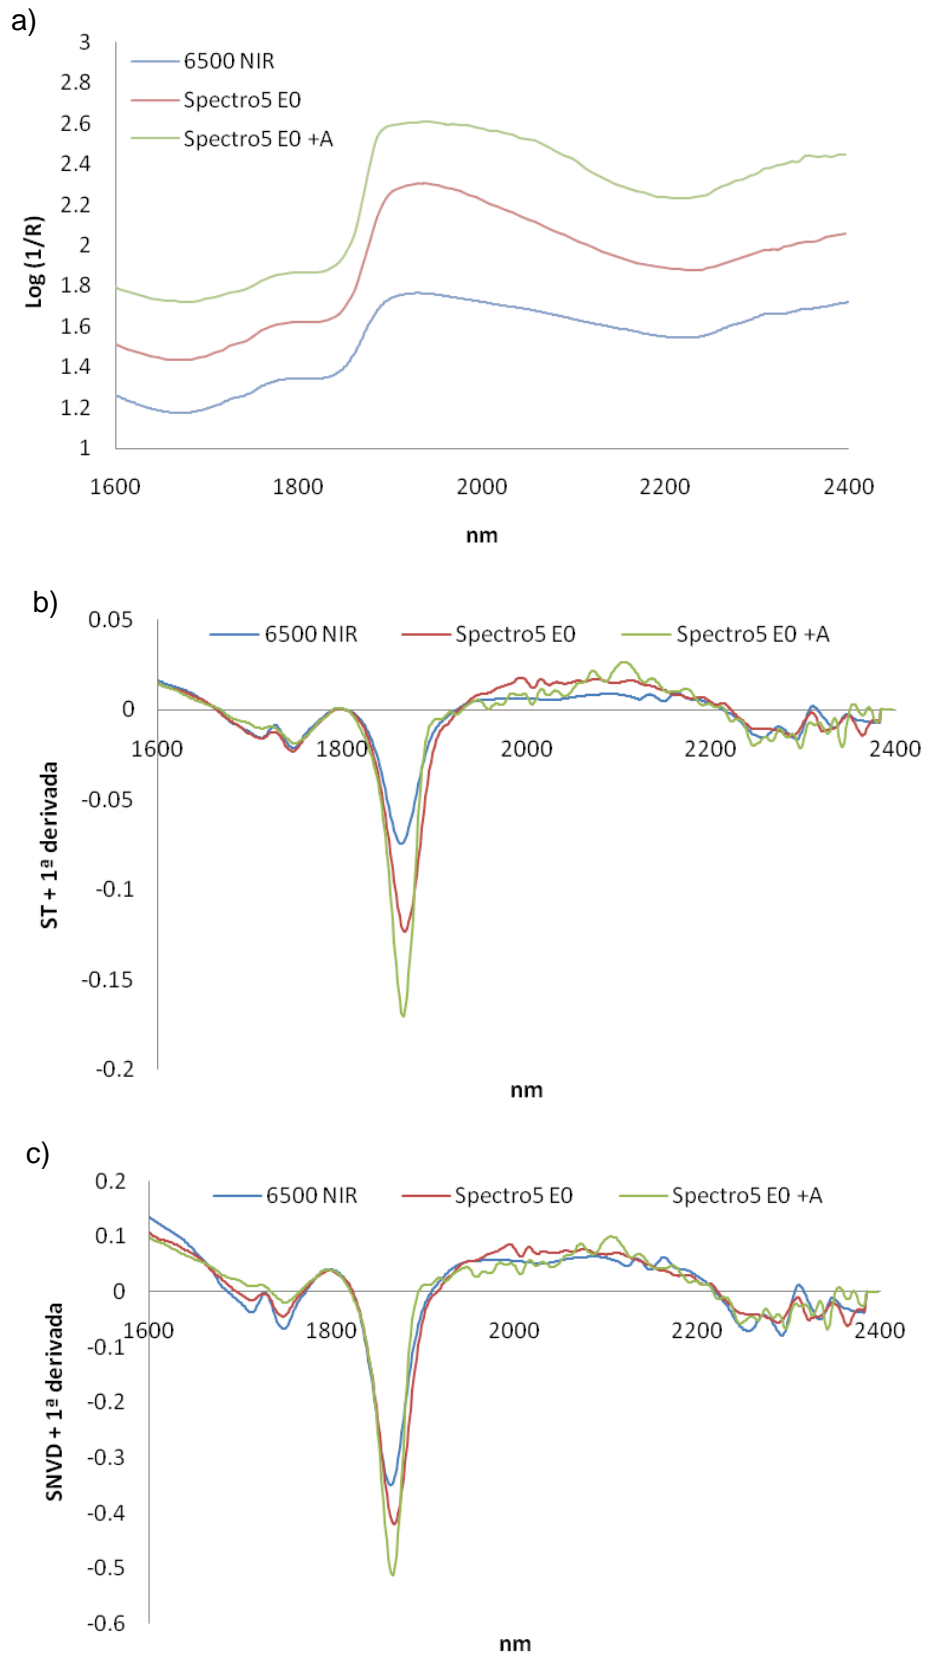 a)
3
2.8
2.6
2.4
2.2
2
1.8
1.6
1.4
1.2
1
Log (1/R)
6500 NIR
Spectro5 E0
Spectro5 E0 +A
1600 1800 2000 2200 2400
nm
b)
0.05
0
-0.05
-0.1
-0.15
-0.2
ST + 1ª derivada
6500 NIR Spectro5 E0 Spectro5 E0 +A
1600 1800 2000 2200 2400
nm
c)
0.2
0.1
0
-0.1
-0.2
-0.3
-0.4
-0.5
-0.6
SNVD + 1ª derivada
6500 NIR Spectro5 E0 Spectro5 E0 +A
1600 1800 2000 2200 2400
nm